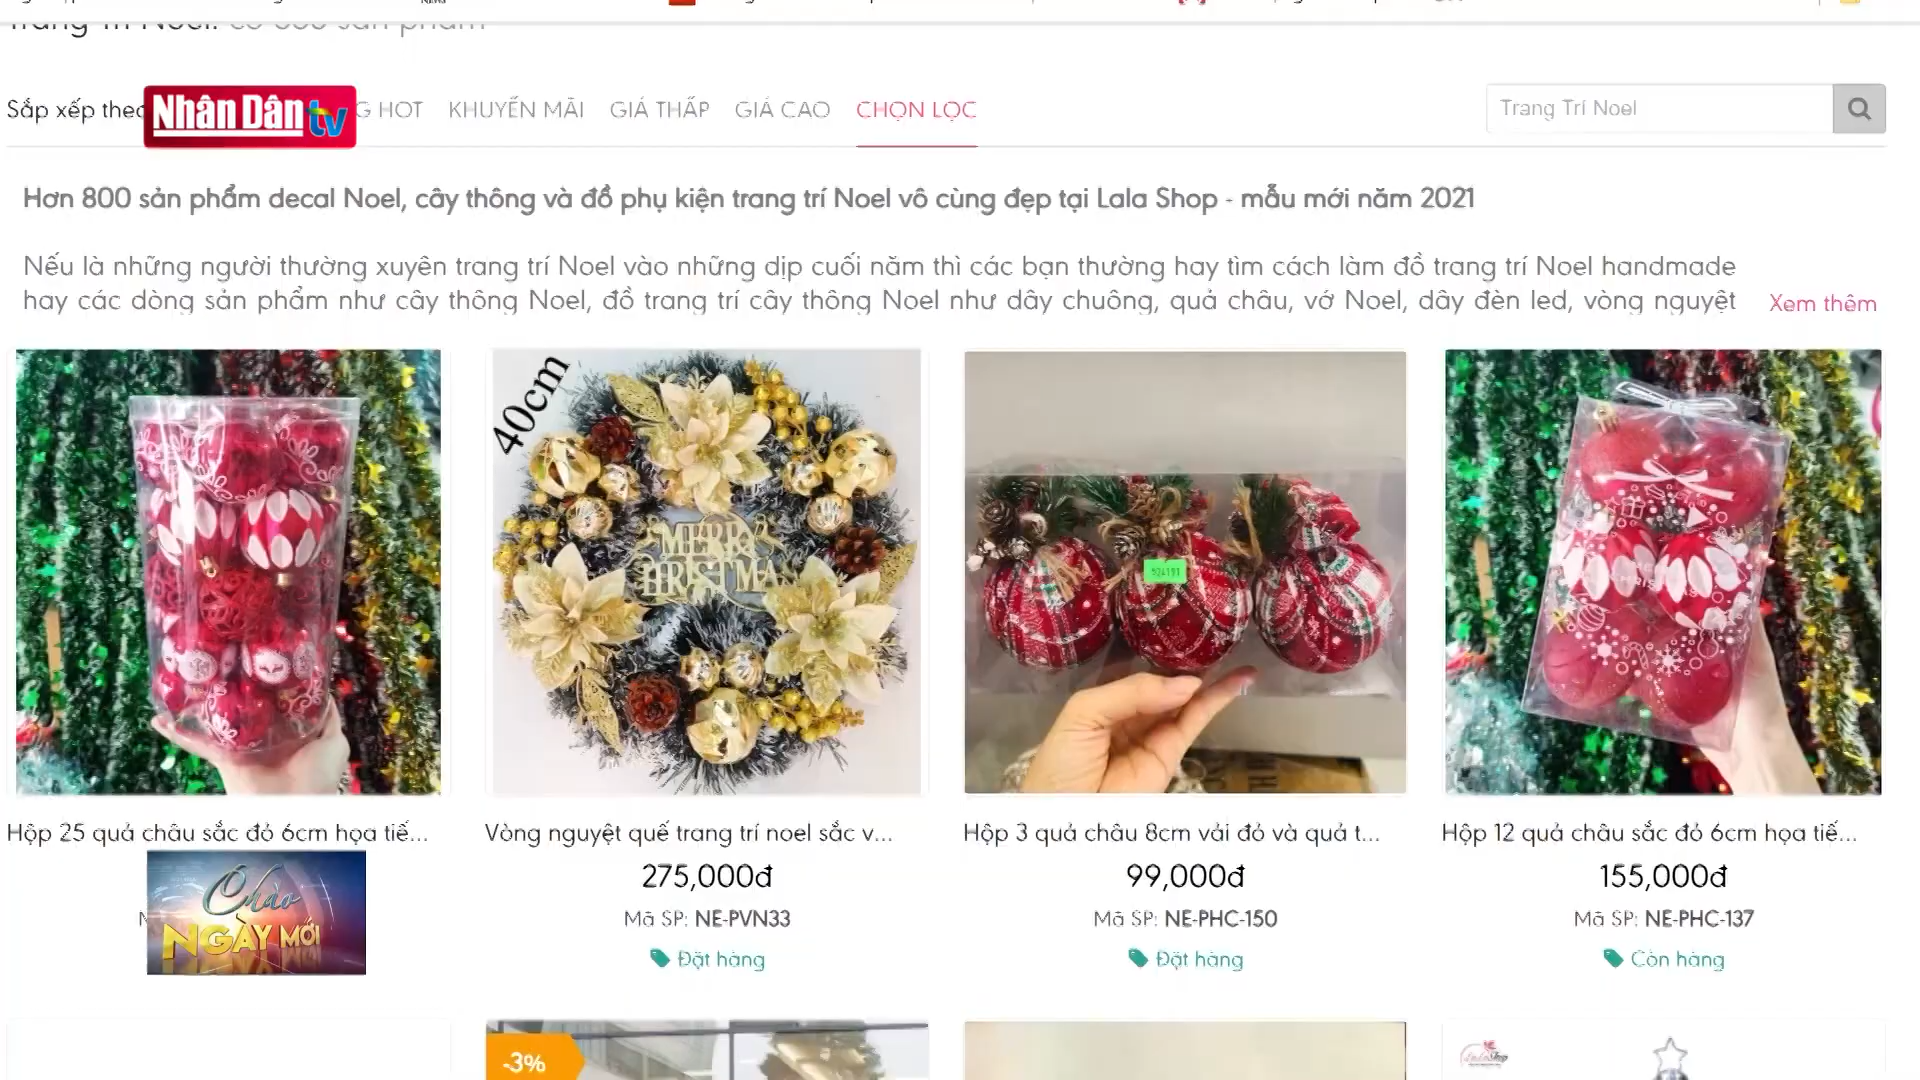 Trang Trí Noel: có 800 sản phẩm
Sắp xếp theo
HOT
KHUYẾN MÃI
GIÁ THẤP
GIÁ CAO
CHỌN LỌC
Trang Trí Noel
Nhân Dân tv
Hơn 800 sản phẩm decal Noel, cây thông và đồ phụ kiện trang trí Noel vô cùng đẹp tại Lala Shop - mẫu mới năm 2021
Nếu là những người thường xuyên trang trí Noel vào những dịp cuối năm thì các bạn thường hay tìm cách làm đồ trang trí Noel handmade
hay các dòng sản phẩm như cây thông Noel, đồ trang trí cây thông Noel như dây chuông, quả châu, vớ Noel, dây đèn led, vòng nguyệt
Xem thêm
40cm
MERRY
CHRISTMAS
Hộp 25 quả châu sắc đỏ 6cm họa tiế...
Vòng nguyệt quế trang trí noel sắc v...
Hộp 3 quả châu 8cm vải đỏ và quả t...
Hộp 12 quả châu sắc đỏ 6cm họa tiế...
275,000đ
99,000đ
155,000đ
Mã SP: NE-PVN33
Mã SP: NE-PHC-150
Mã SP: NE-PHC-137
Đặt hàng
Đặt hàng
Còn hàng
Chào
NGÀY MỚI
-3%
LaLaShop